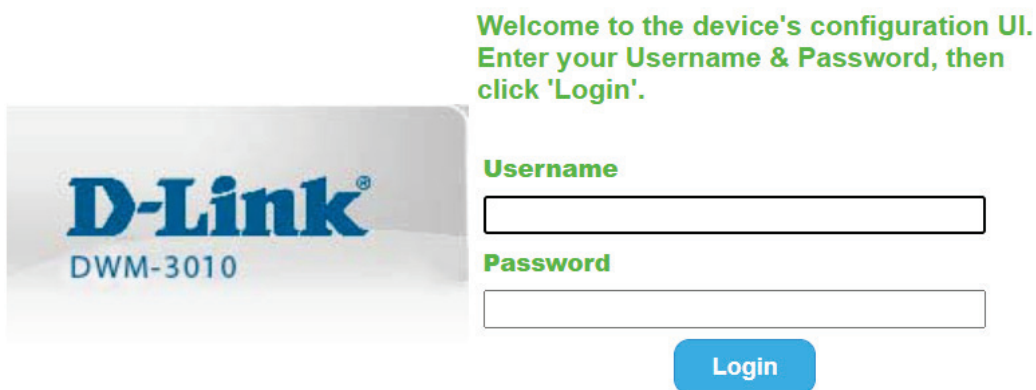 Welcome to the device's configuration UI.
Enter your Username & Password, then
click 'Login'.
D-Link®
DWM-3010
Username
Password
Login